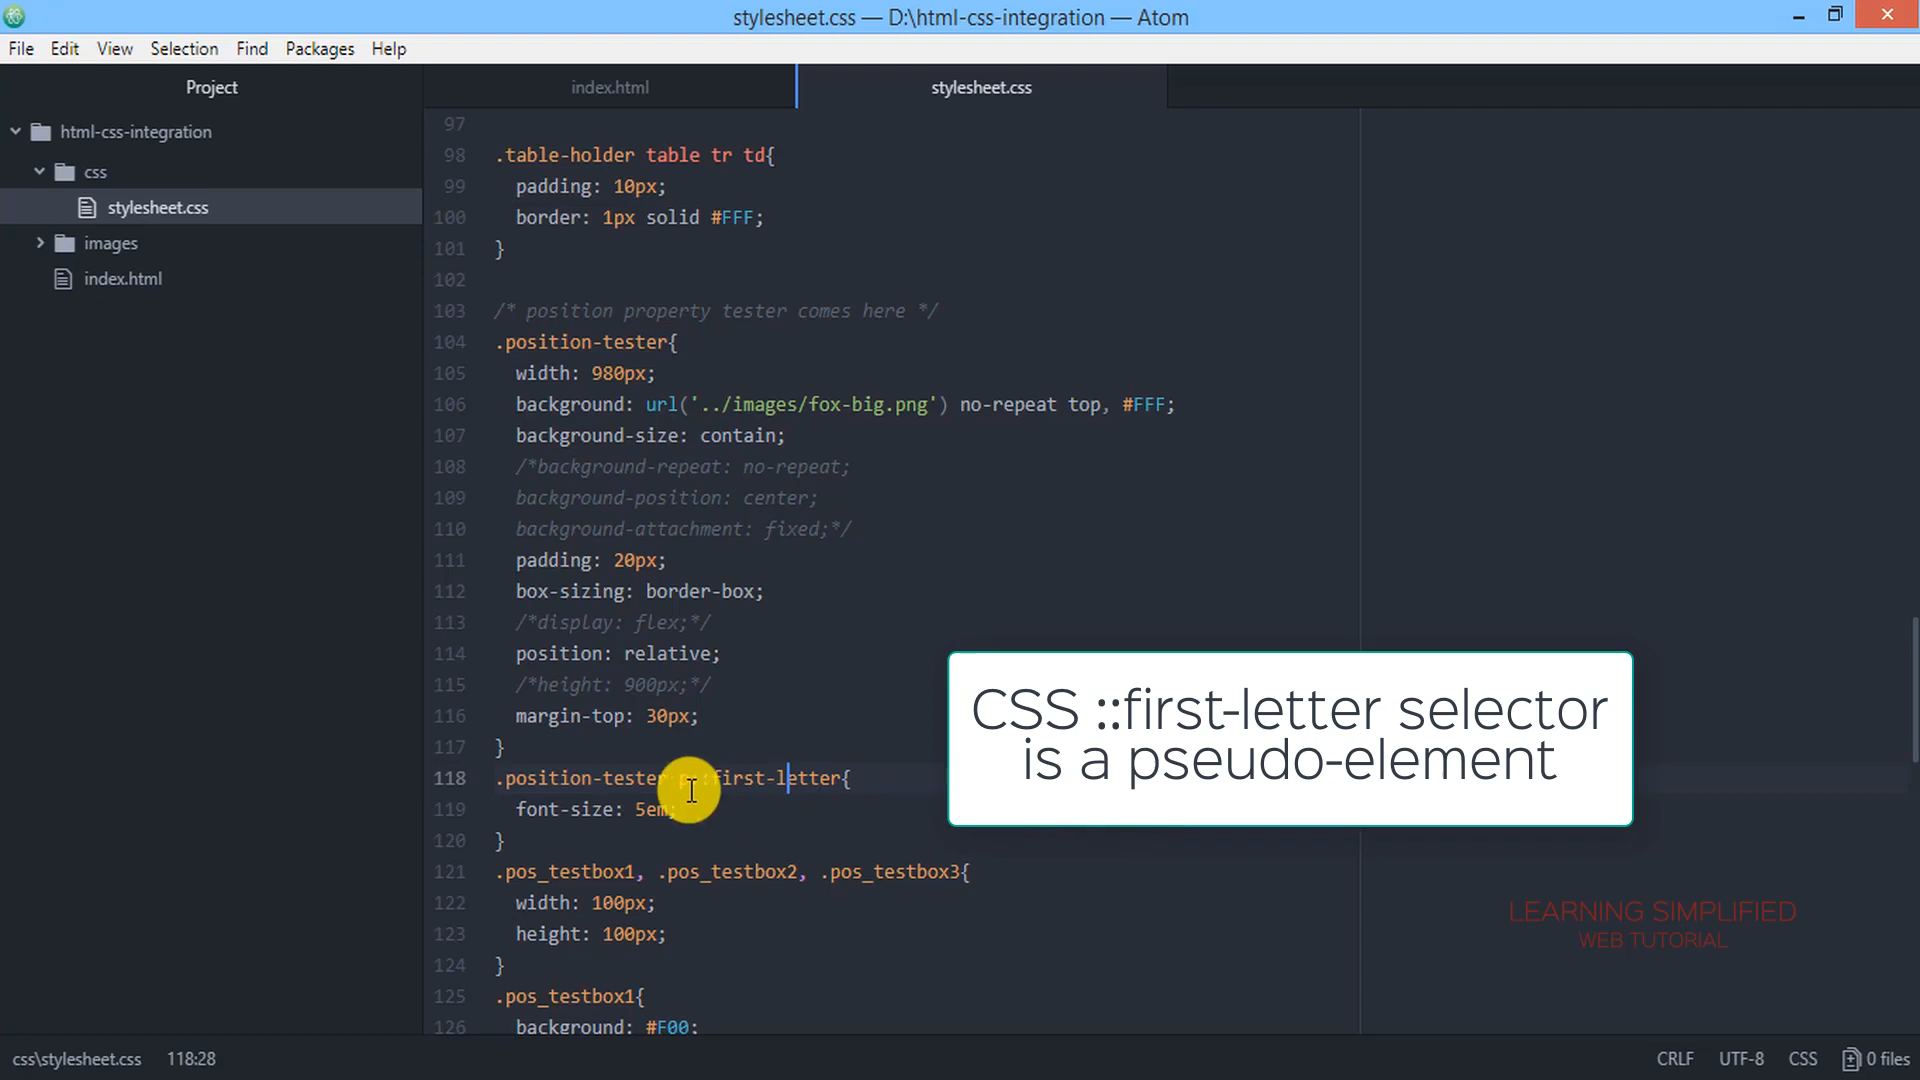 stylesheet.css — D:\html-css-integration — Atom
File Edit View Selection Find Packages Help
Project
index.html
stylesheet.css
html-css-integration
css
stylesheet.css
images
index.html
97
98 .table-holder table tr td{
99 padding: 10px;
100 border: 1px solid #FFF;
101 }
102
103 /* position property tester comes here */
104 .position-tester{
105 width: 980px;
106 background: url('../images/fox-big.png') no-repeat top, #FFF;
107 background-size: contain;
108 /*background-repeat: no-repeat;
109 background-position: center;
110 background-attachment: fixed;*/
111 padding: 20px;
112 box-sizing: border-box;
113 /*display: flex;*/
114 position: relative;
115 /*height: 900px;*/
116 margin-top: 30px;
117 }
118 .position-tester p::first-letter{
119 font-size: 5em;
120 }
121 .pos_testbox1, .pos_testbox2, .pos_testbox3{
122 width: 100px;
123 height: 100px;
124 }
125 .pos_testbox1{
126 background: #F00;
CSS ::first-letter selector
is a pseudo-element
LEARNING SIMPLIFIED
WEB TUTORIAL
css\stylesheet.css 118:28
CRLF UTF-8 CSS 0 files